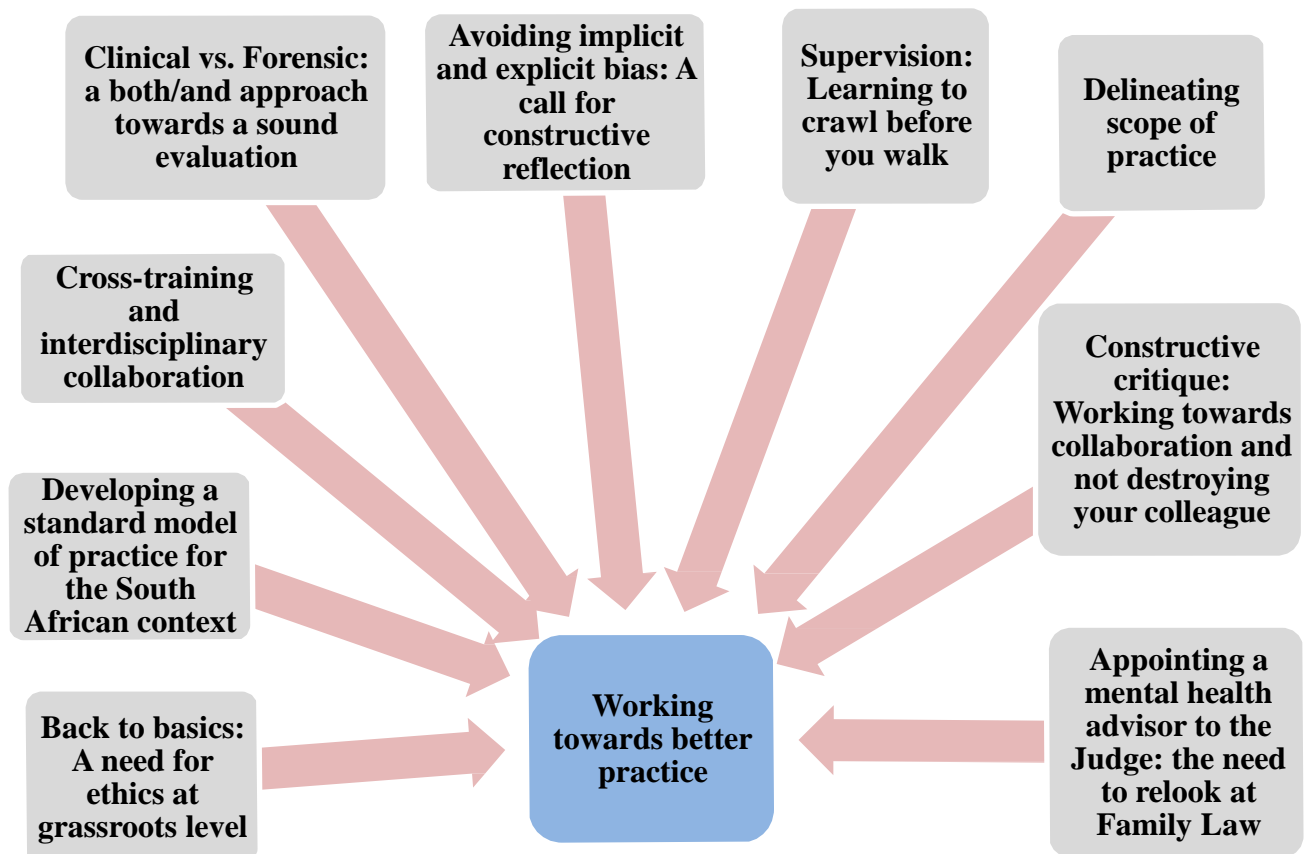 Clinical vs. Forensic:
a both/and approach
towards a sound
evaluation
Avoiding implicit
and explicit bias: A
call for
constructive
reflection
Supervision:
Learning to
crawl before
you walk
Delineating
scope of
practice
Cross-training
and
interdisciplinary
collaboration
Constructive
critique:
Working towards
collaboration and
not destroying
your colleague
Developing a
standard model
of practice for
the South
African context
Back to basics:
A need for
ethics at
grassroots level
Working
towards better
practice
Appointing a
mental health
advisor to the
Judge: the need
to relook at
Family Law